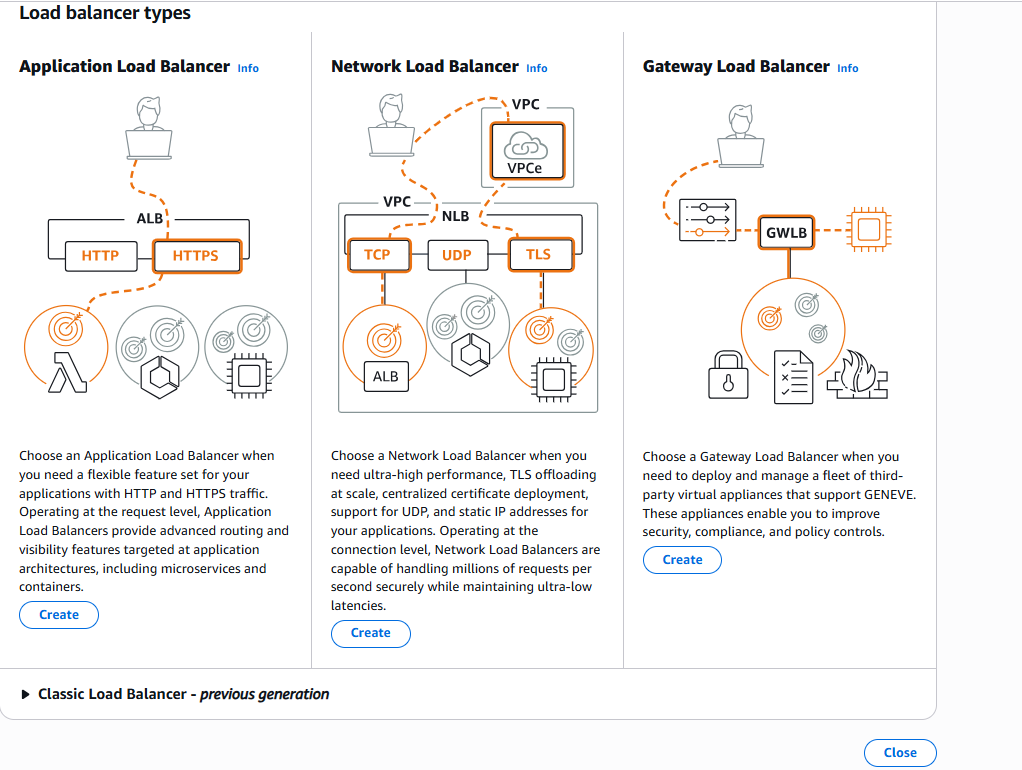 Load balancer types
Application Load Balancer Info
ALB
HTTP
HTTPS
Choose an Application Load Balancer when
you need a flexible feature set for your
applications with HTTP and HTTPS traffic.
Operating at the request level, Application
Load Balancers provide advanced routing and
visibility features targeted at application
architectures, including microservices and
containers.
Create
Network Load Balancer Info
VPC
VPCe
VPC
NLB
TCP
UDP
TLS
ALB
Choose a Network Load Balancer when you
need ultra-high performance, TLS offloading
at scale, centralized certificate deployment,
support for UDP, and static IP addresses for
your applications. Operating at the
connection level, Network Load Balancers are
capable of handling millions of requests per
second securely while maintaining ultra-low
latencies.
Create
Gateway Load Balancer Info
GWLB
Choose a Gateway Load Balancer when you
need to deploy and manage a fleet of third-
party virtual appliances that support GENEVE.
These appliances enable you to improve
security, compliance, and policy controls.
Create
Classic Load Balancer - previous generation
Close